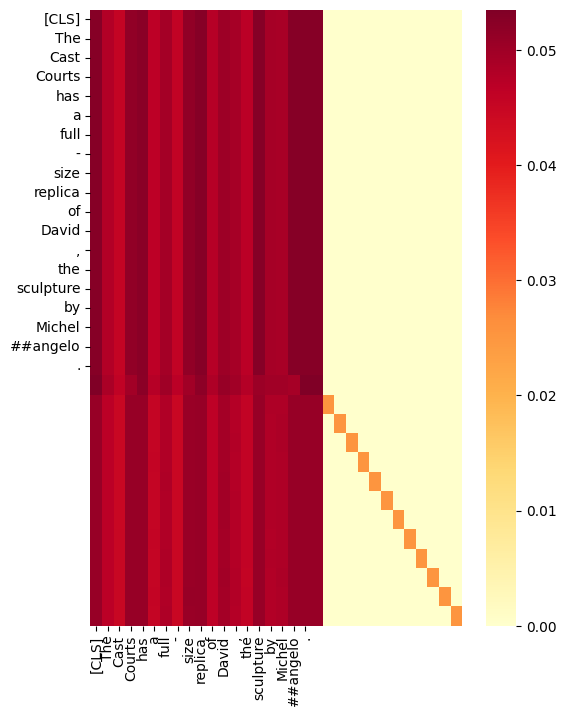 [CLS]
The
Cast
Courts
has
a
full
-
size
replica
of
David
,
the
sculpture
by
Michel
##angelo
.
0.05
0.04
0.03
0.02
0.01
0.00
[CLS]
The
Cast
Courts
has
a
full
-
size
replica
of
David
,
the
sculpture
by
Michel
##angelo
.